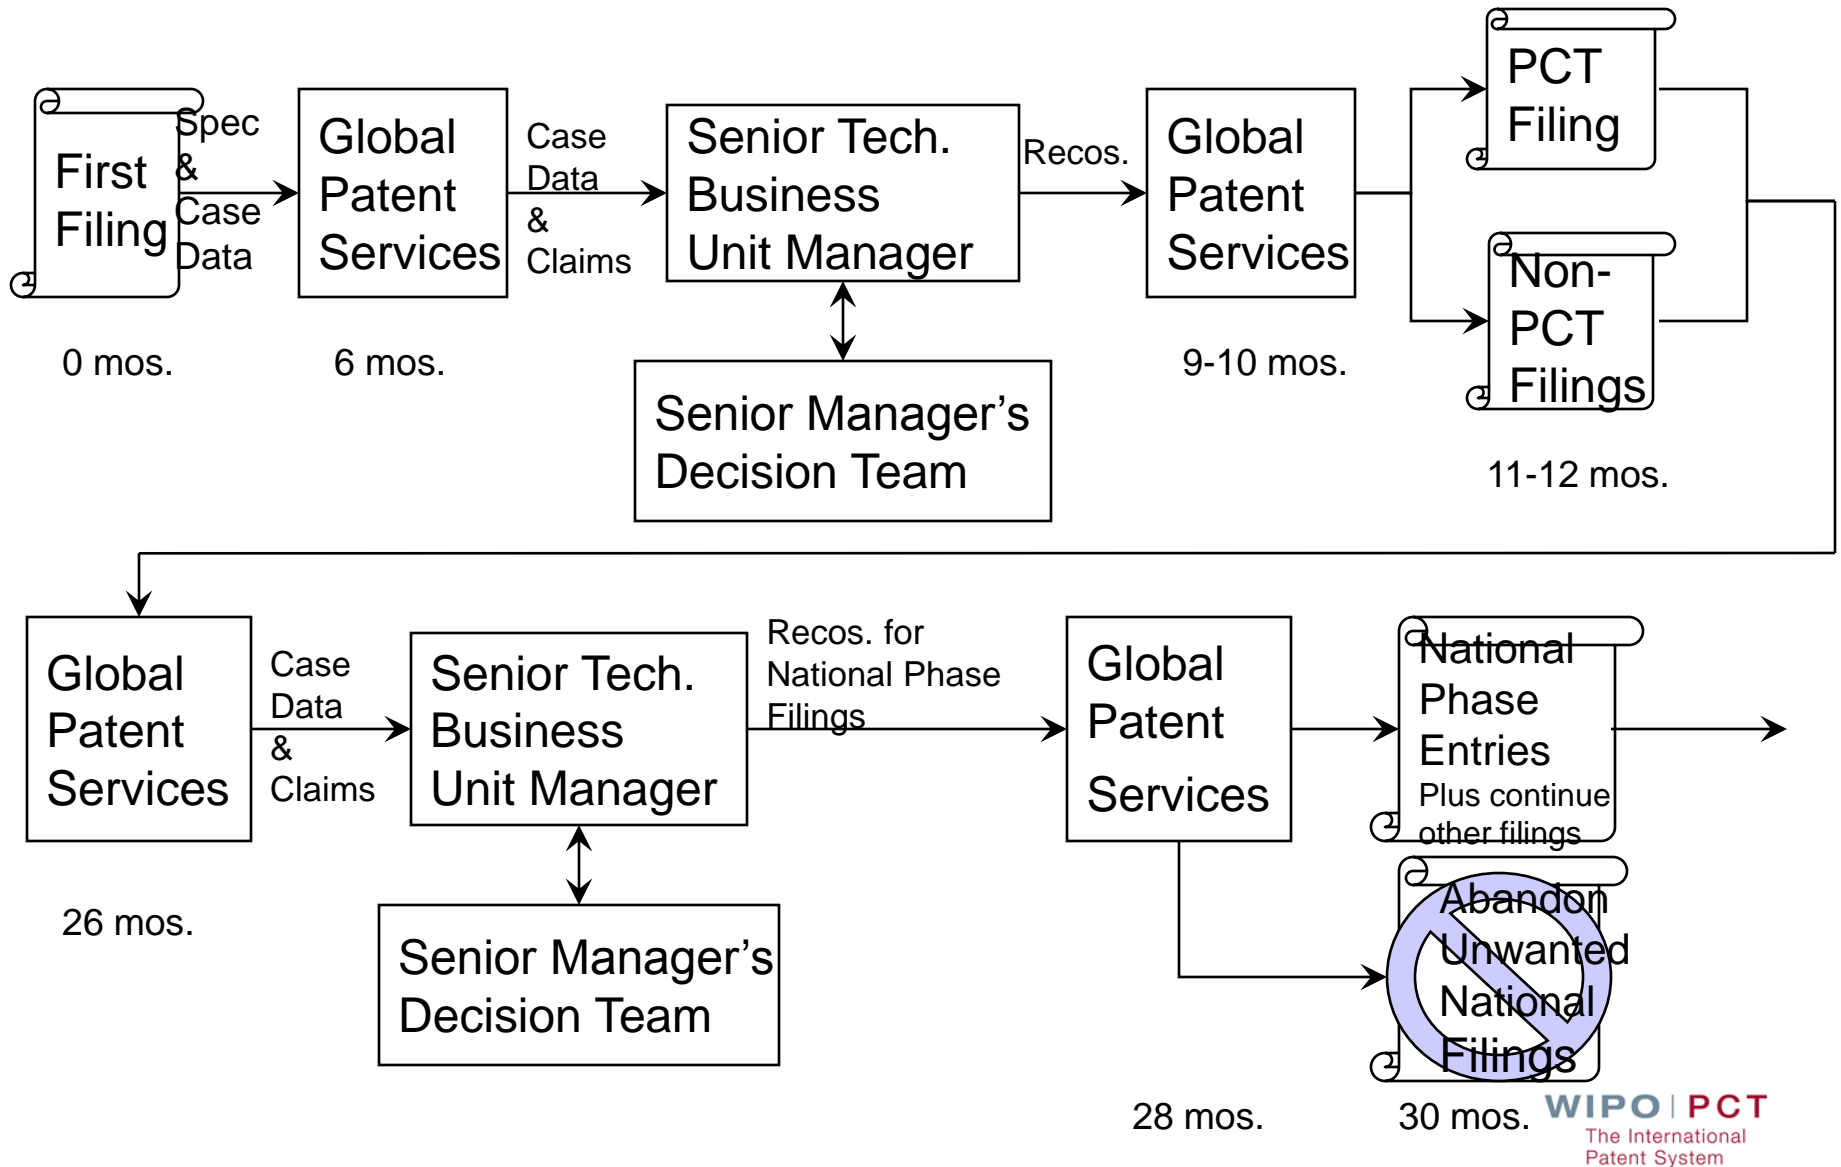 First
Filing
Spec
&
Case
Data
Global
Patent
Services
Case
Data
&
Claims
Senior Tech.
Business
Unit Manager
Recos.
Global
Patent
Services
PCT
Filing
Non-
PCT
Filings
0 mos.
6 mos.
9-10 mos.
Senior Manager’s
Decision Team
11-12 mos.
Global
Patent
Services
Case
Data
&
Claims
Senior Tech.
Business
Unit Manager
Recos. for
National Phase
Filings
Global
Patent
Services
National
Phase
Entries
Plus continue
other filings
26 mos.
Senior Manager’s
Decision Team
Abandon
Unwanted
National
Filings
28 mos.
30 mos.
WIPO | PCT
The International
Patent System